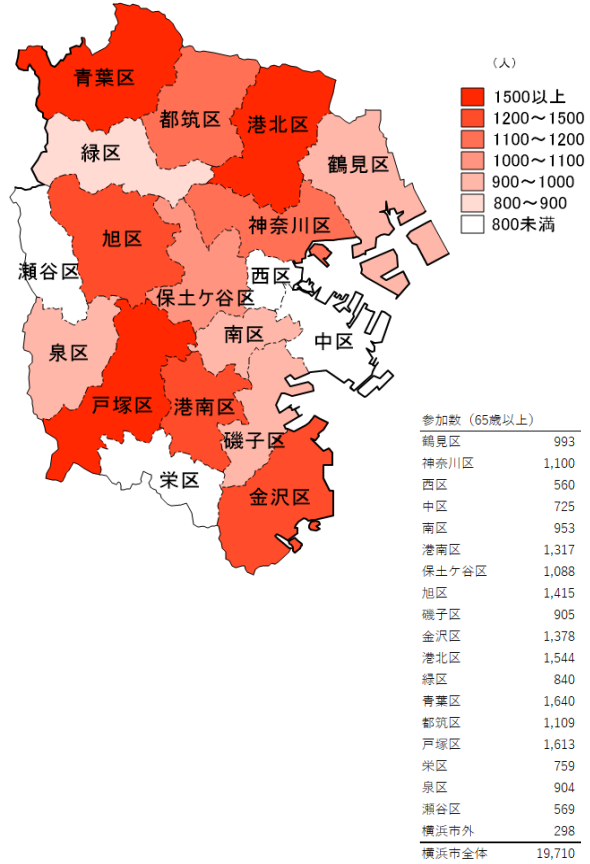 （人）
1500以上
1200～1500
1100～1200
1000～1100
900～1000
800～900
800未満
青葉区
都筑区
港北区
緑区
鶴見区
旭区
神奈川区
瀬谷区
西区
保土ケ谷区
南区
中区
泉区
戸塚区
港南区
磯子区
栄区
金沢区
参加数（65歳以上）
鶴見区 993
神奈川区 1,100
西区 560
中区 725
南区 953
港南区 1,317
保土ケ谷区 1,088
旭区 1,415
磯子区 905
金沢区 1,378
港北区 1,544
緑区 840
青葉区 1,640
都筑区 1,109
戸塚区 1,613
栄区 759
泉区 904
瀬谷区 569
横浜市外 298
横浜市全体 19,710